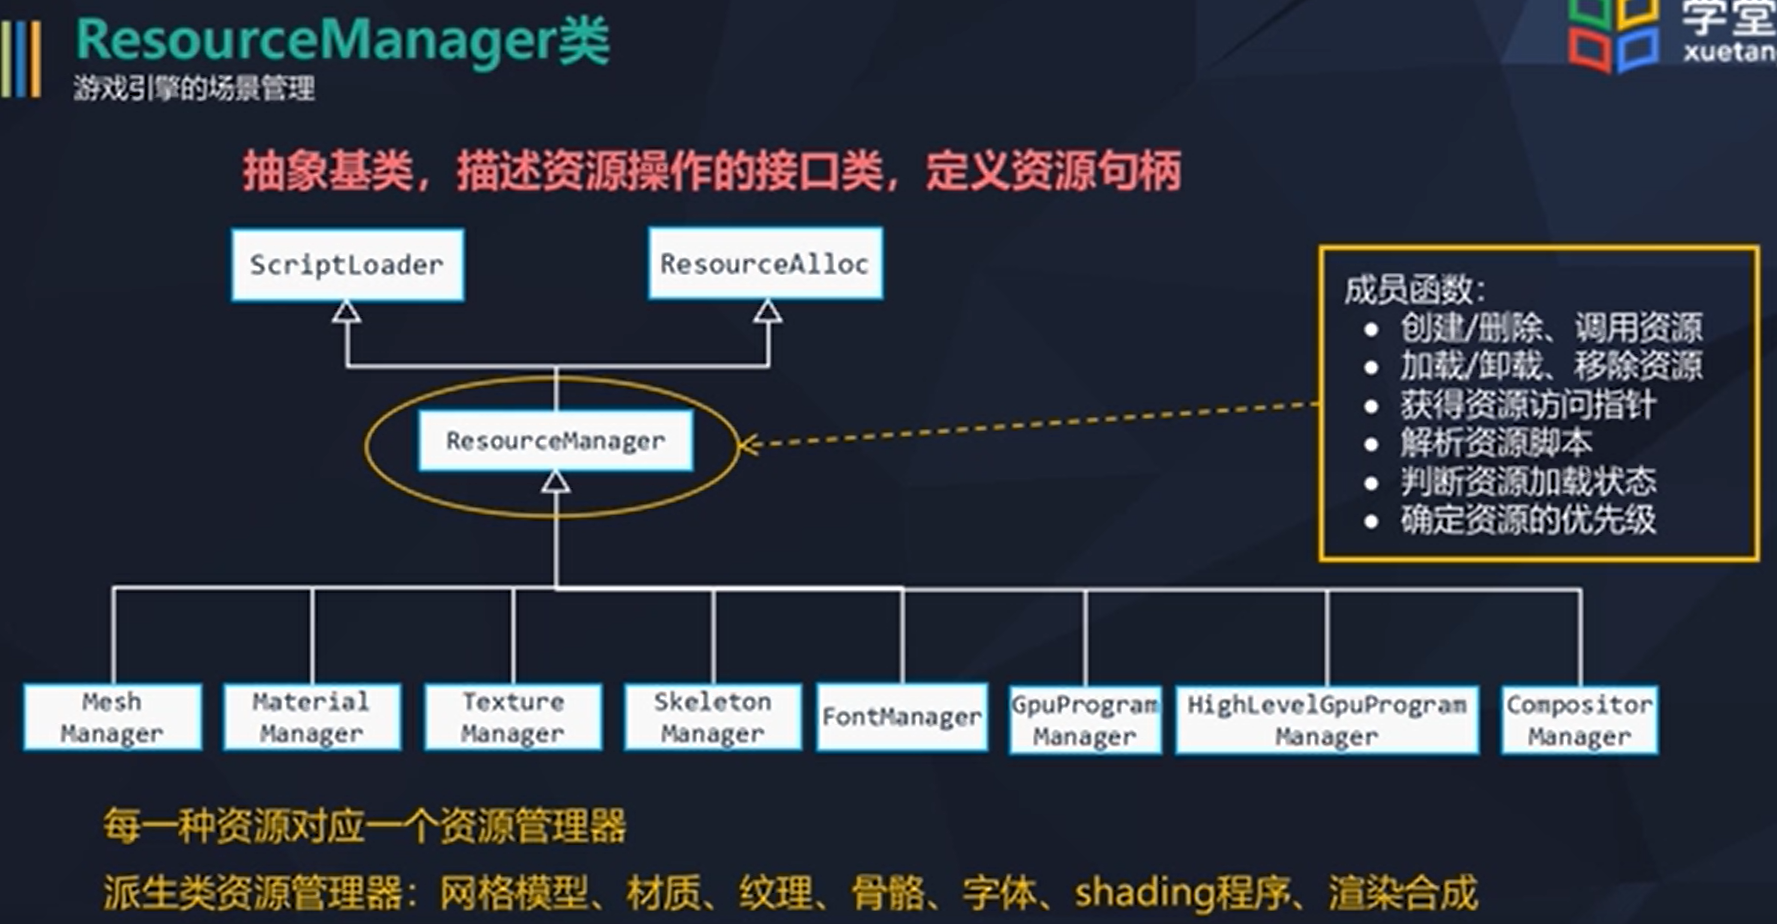 ResourceManager类
游戏引擎的场景管理
学堂
xuetan
抽象基类，描述资源操作的接口类，定义资源句柄
ScriptLoader
ResourceAlloc
ResourceManager
成员函数：
• 创建/删除、调用资源
• 加载/卸载、移除资源
• 获得资源访问指针
• 解析资源脚本
• 判断资源加载状态
• 确定资源的优先级
Mesh
Manager
Material
Manager
Texture
Manager
Skeleton
Manager
FontManager
GpuProgram
Manager
HighLevelGpuProgram
Manager
Compositor
Manager
每一种资源对应一个资源管理器
派生类资源管理器：网格模型、材质、纹理、骨骼、字体、shading程序、渲染合成